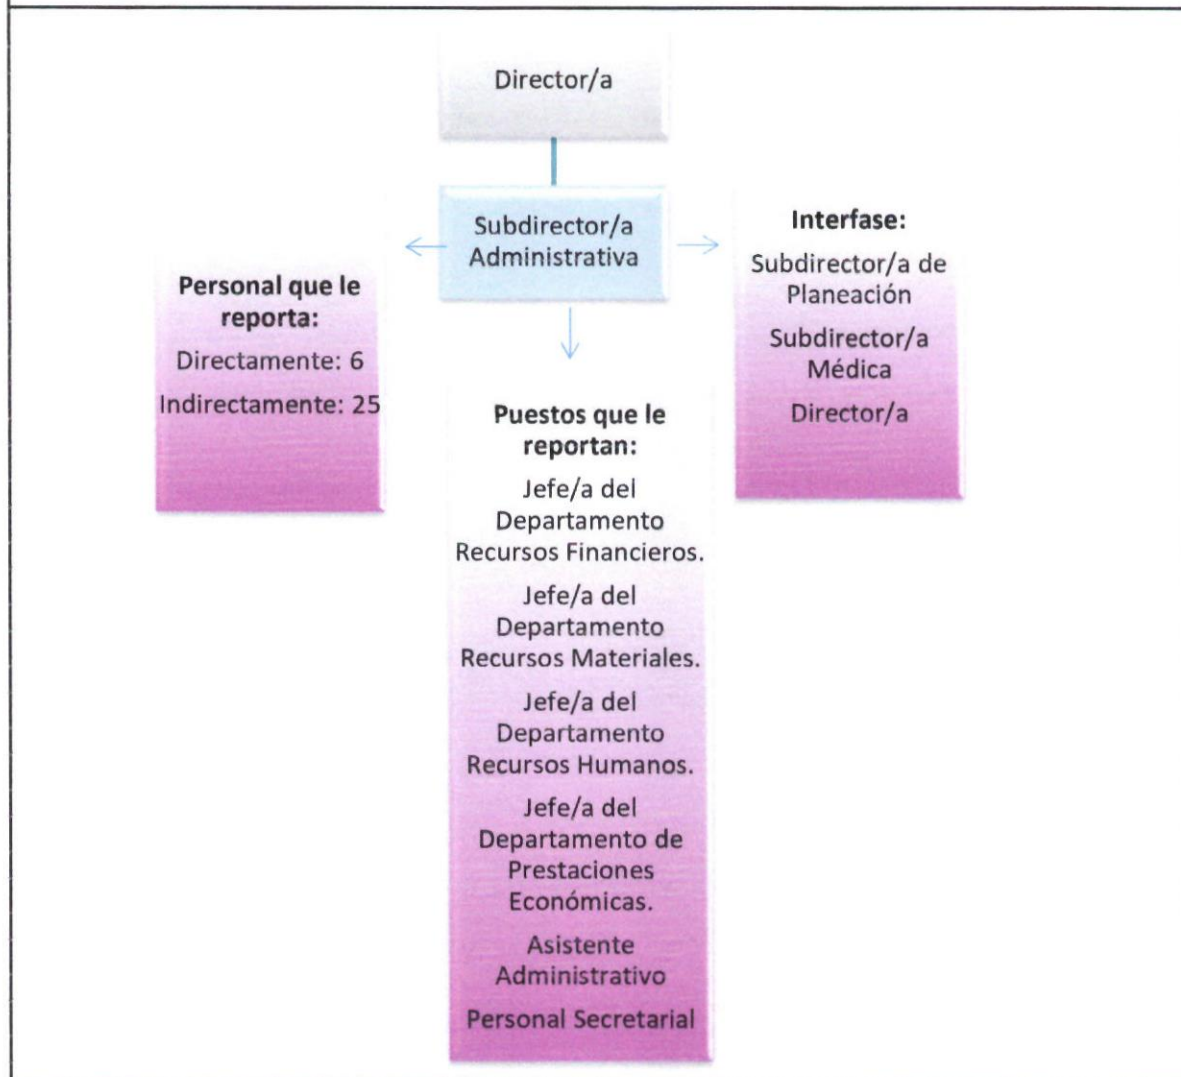 Director/a
Subdirector/a
Administrativa
Personal que le
reporta:
Directamente: 6
Indirectamente: 25
Interfase:
Subdirector/a de
Planeación
Subdirector/a
Médica
Director/a
Puestos que le
reportan:
Jefe/a del
Departamento
Recursos Financieros.
Jefe/a del
Departamento
Recursos Materiales.
Jefe/a del
Departamento
Recursos Humanos.
Jefe/a del
Departamento de
Prestaciones
Económicas.
Asistente
Administrativo
Personal Secretarial